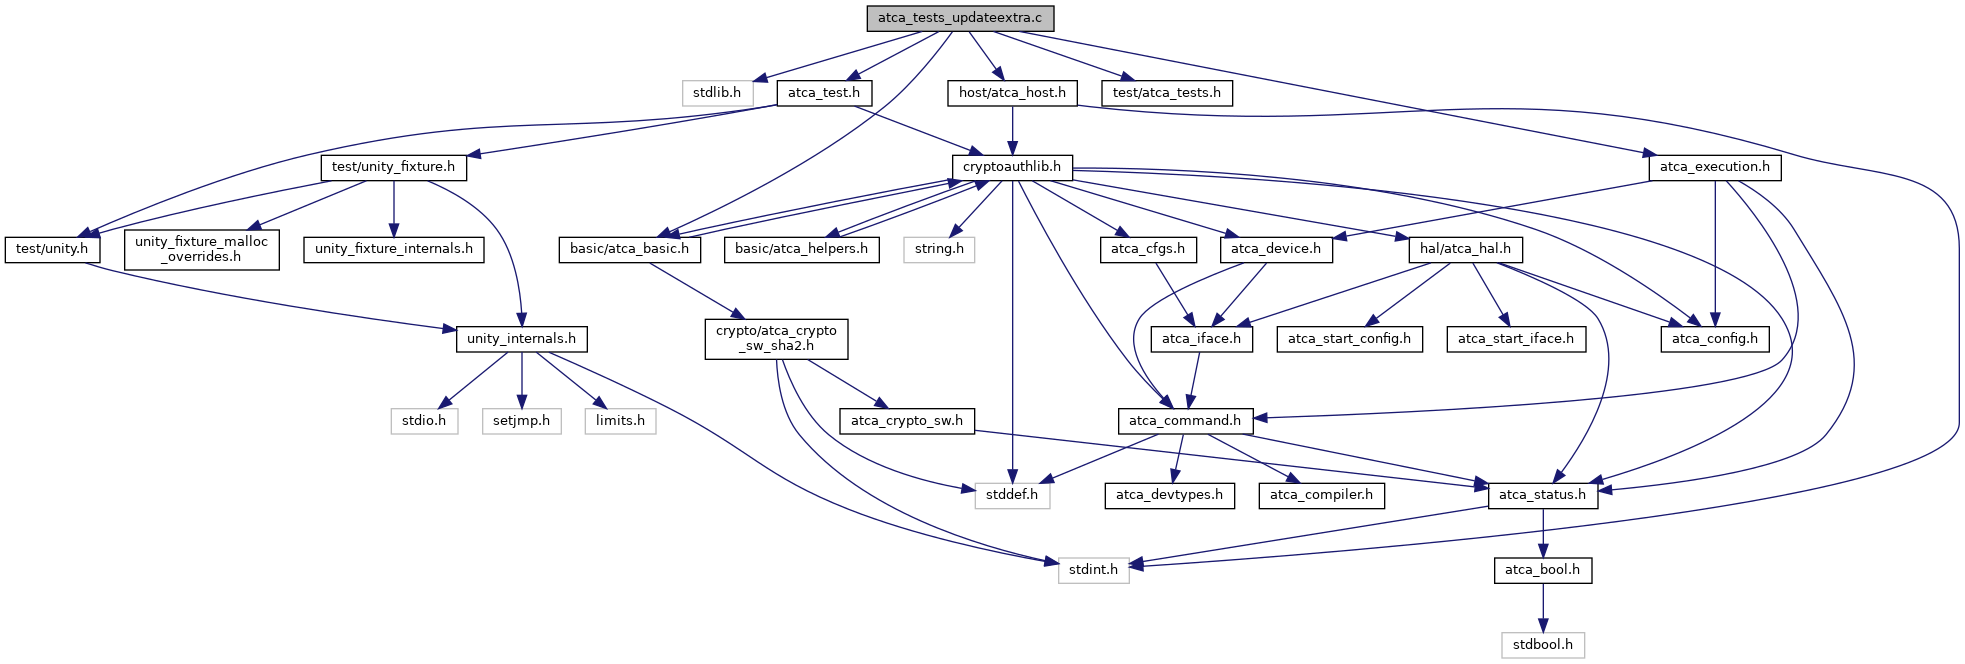 atca_tests_updateextra.c
stdlib.h
atca_test.h
host/atca_host.h
test/atca_tests.h
test/unity_fixture.h
cryptoauthlib.h
atca_execution.h
test/unity.h
unity_fixture_malloc
_overrides.h
unity_fixture_internals.h
basic/atca_basic.h
basic/atca_helpers.h
string.h
atca_cfgs.h
atca_device.h
hal/atca_hal.h
unity_internals.h
crypto/atca_crypto
_sw_sha2.h
atca_iface.h
atca_start_config.h
atca_start_iface.h
atca_config.h
stdio.h
setjmp.h
limits.h
atca_crypto_sw.h
atca_command.h
stddef.h
atca_devtypes.h
atca_compiler.h
atca_status.h
stdint.h
atca_bool.h
stdbool.h